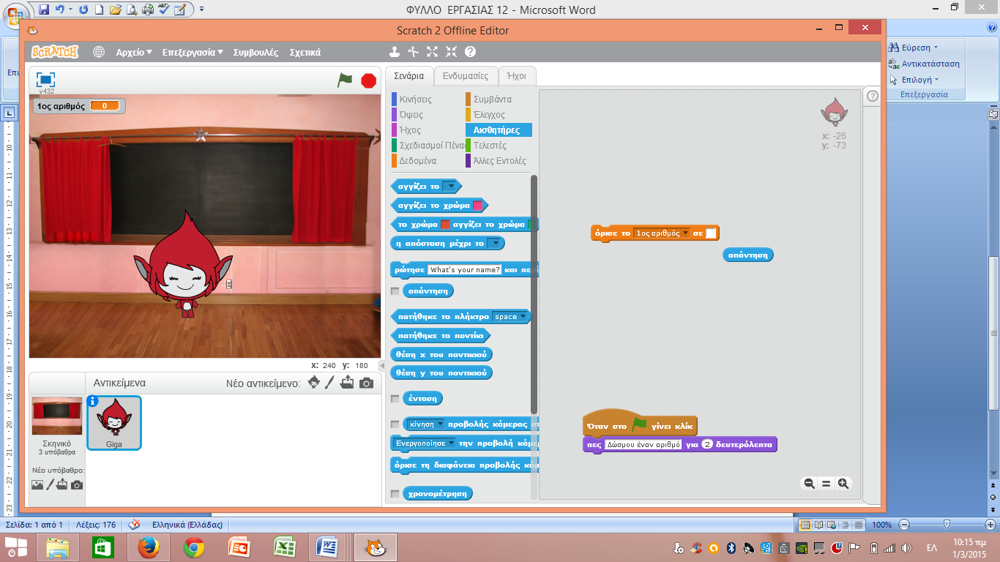 ΦΥΛΛΟ ΕΡΓΑΣΙΑΣ 12 - Microsoft Word
Scratch 2 Offline Editor
SCRATCH
Αρχείο
Επεξεργασία
Συμβουλές
Σχετικά
Εύρεση
Αντικατάσταση
Επιλογή
Επεξεργασία
v432
Σενάρια
Ενδυμασίες
Ήχοι
1ος αριθμός 0
Κινήσεις
Συμβάντα
Όψεις
Έλεγχος
Ήχος
Αισθητήρες
Σχεδιασμοί Πένας
Τελεστές
Δεδομένα
Άλλες Εντολές
αγγίζει το
αγγίζει το χρώμα
το χρώμα αγγίζει το χρώμα
η απόσταση μέχρι το
ρώτησε What's your name? και περί
απάντηση
πατήθηκε το πλήκτρο space
πατήθηκε το ποντίκι
θέση x του ποντικιού
θέση y του ποντικιού
ένταση
κίνηση προβολής κάμερας στ
Ενεργοποίησε την προβολή κάμε
όρισε τη διαφάνεια προβολής κάμ
χρονομέτρηση
x: -26
y: -73
όρισε το 1ος αριθμός σε
απάντηση
Όταν στο γίνει κλίκ
πες Δώσμου έναν αριθμό για 2 δευτερόλεπτα
x: 240 y: 180
Αντικείμενα
Νέο αντικείμενο:
Σκηνικό
3 υπόβαθρα
Νέο υπόβαθρο:
Giga
Σελίδα: 1 από 1
Λέξεις: 176
Ελληνικά (Ελλάδας)
100%
ΕΛ
10:15 πμ
1/3/2015